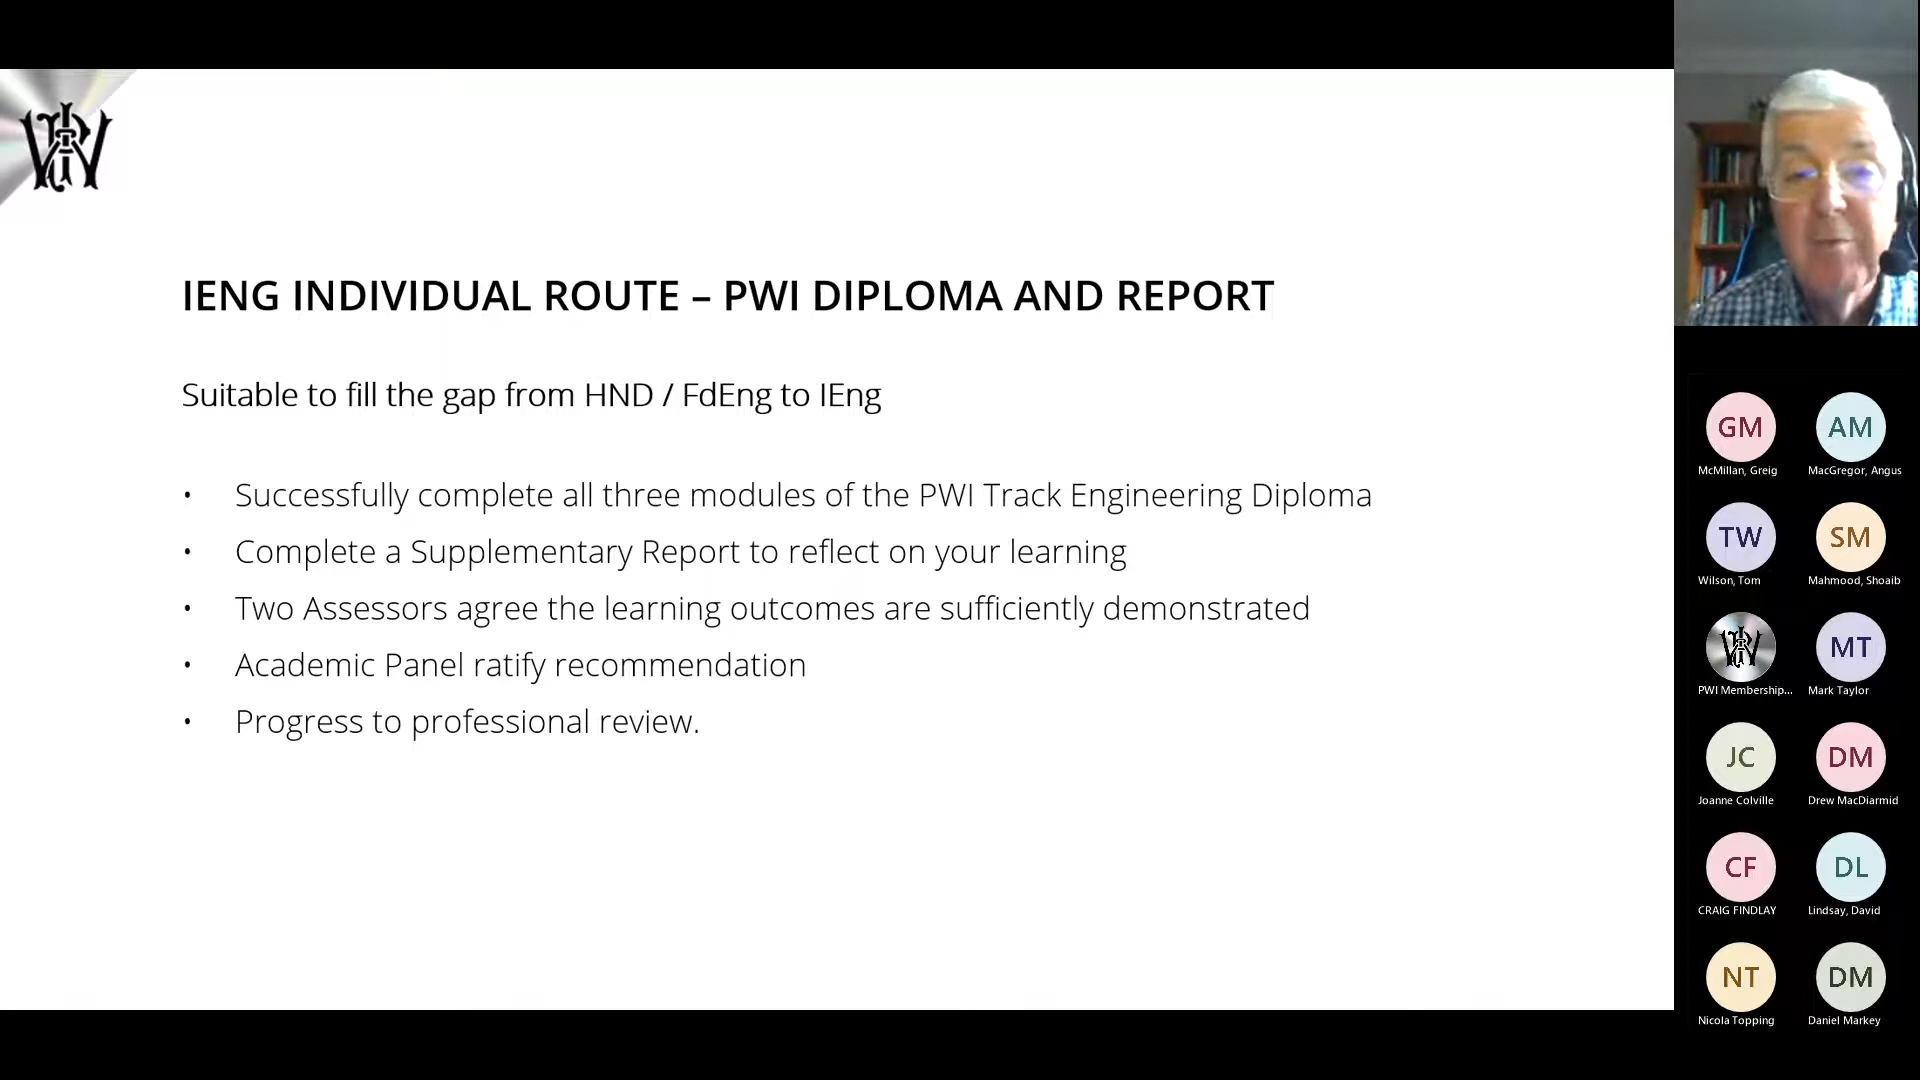 IENG INDIVIDUAL ROUTE – PWI DIPLOMA AND REPORT
Suitable to fill the gap from HND / FdEng to IEng
• Successfully complete all three modules of the PWI Track Engineering Diploma
• Complete a Supplementary Report to reflect on your learning
• Two Assessors agree the learning outcomes are sufficiently demonstrated
• Academic Panel ratify recommendation
• Progress to professional review.
GM
McMillan, Greig
AM
MacGregor, Angus
TW
Wilson, Tom
SM
Mahmood, Shoaib
PWI Membership...
MT
Mark Taylor
JC
Joanne Colville
DM
Drew MacDiarmid
CF
CRAIG FINDLAY
DL
Lindsay, David
NT
Nicola Topping
DM
Daniel Markey